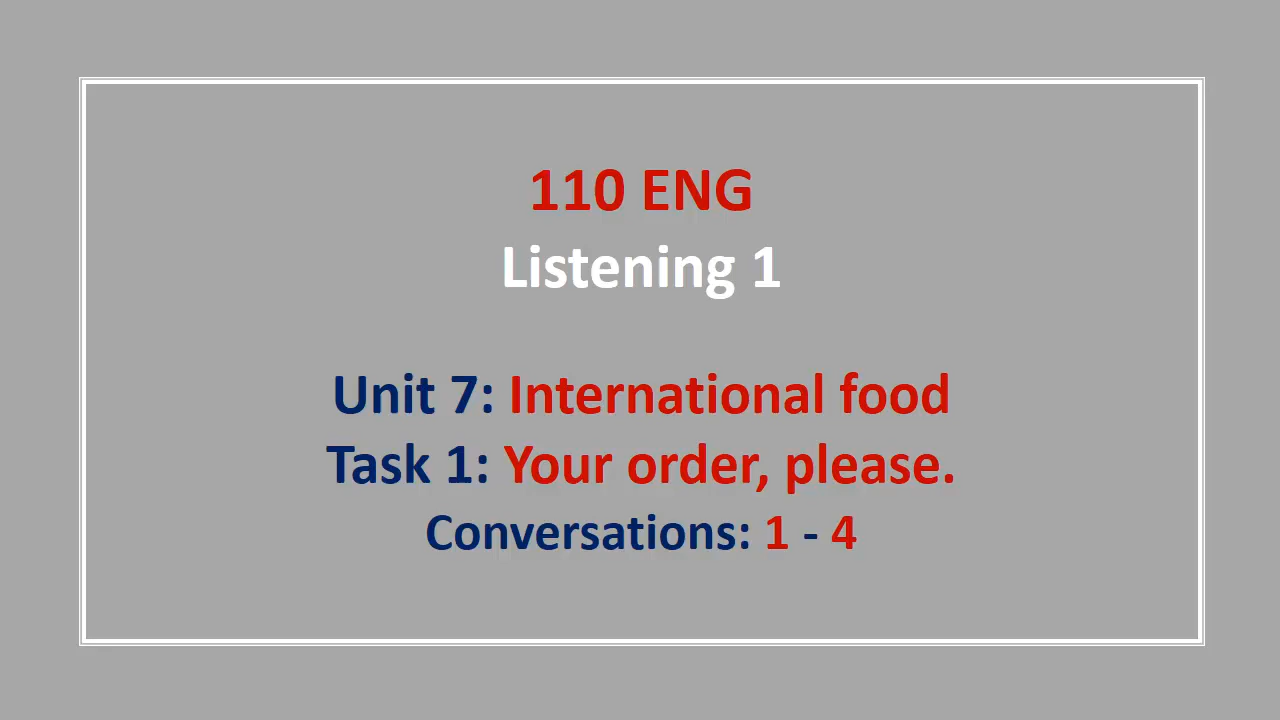 110 ENG
Listening 1
Unit 7: International food
Task 1: Your order, please.
Conversations: 1 - 4